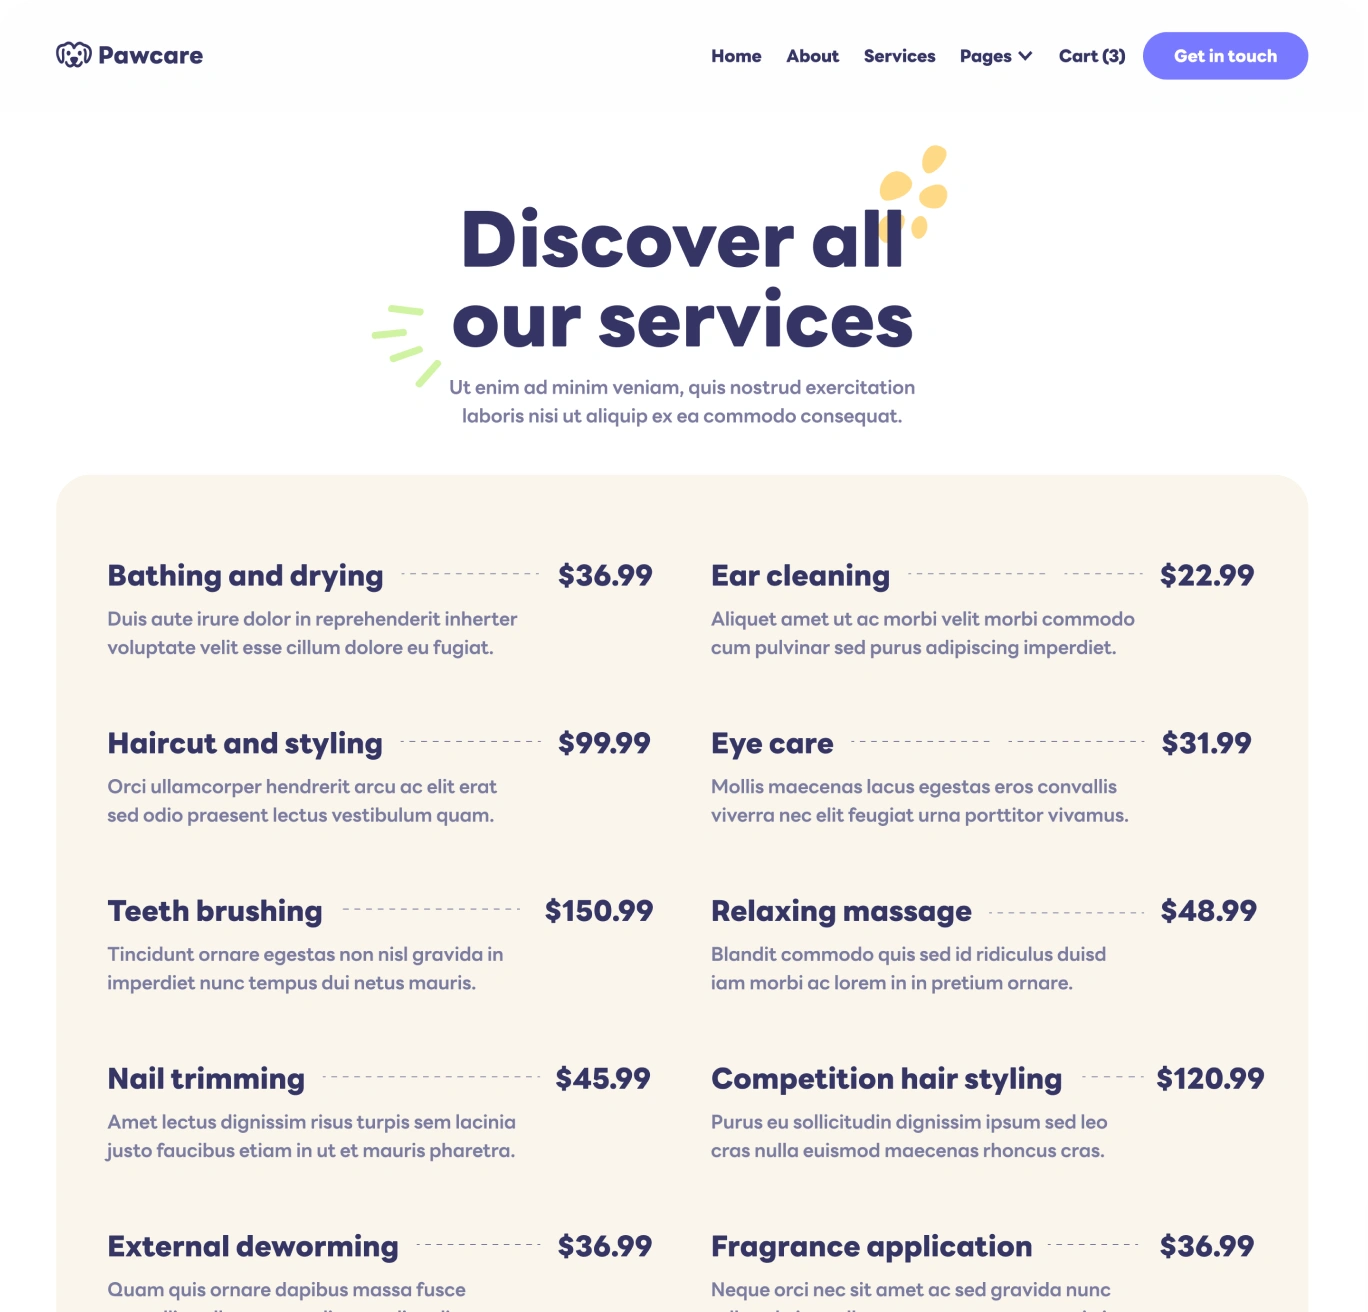 Pawcare
Home About Services Pages Cart (3) Get in touch
Discover all
our services
Ut enim ad minim veniam, quis nostrud exercitation
laboris nisi ut aliquip ex ea commodo consequat.
Bathing and drying $36.99
Duis aute irure dolor in reprehenderit inherter
voluptate velit esse cillum dolore eu fugiat.
Ear cleaning $22.99
Aliquet amet ut ac morbi velit morbi commodo
cum pulvinar sed purus adipiscing imperdiet.
Haircut and styling $99.99
Orci ullamcorper hendrerit arcu ac elit erat
sed odio praesent lectus vestibulum quam.
Eye care $31.99
Mollis maecenas lacus egestas eros convallis
viverra nec elit feugiat urna porttitor vivamus.
Teeth brushing $150.99
Tincidunt ornare egestas non nisl gravida in
imperdiet nunc tempus dui netus mauris.
Relaxing massage $48.99
Blandit commodo quis sed id ridiculus duisd
iam morbi ac lorem in in pretium ornare.
Nail trimming $45.99
Amet lectus dignissim risus turpis sem lacinia
justo faucibus etiam in ut et mauris pharetra.
Competition hair styling $120.99
Purus eu sollicitudin dignissim ipsum sed leo
cras nulla euismod maecenas rhoncus cras.
External deworming $36.99
Quam quis ornare dapibus massa fusce
Fragrance application $36.99
Neque orci nec sit amet ac sed gravida nunc